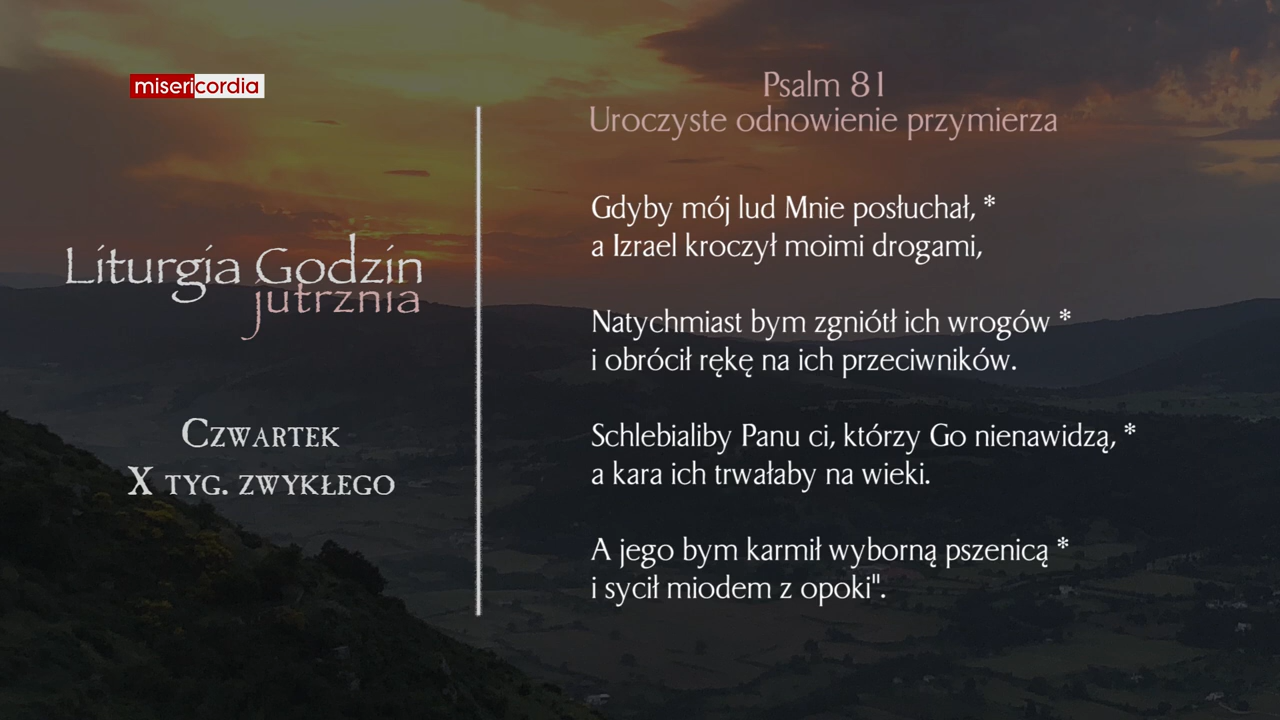 misericordia
Liturgia Godzin
jutrznia
Czwartek
X tyg. zwykłego
Psalm 81
Uroczyste odnowienie przymierza
Gdyby mój lud Mnie posłuchał, *
a Izrael kroczył moimi drogami,
Natychmiast bym zgniótł ich wrogów *
i obrócił rękę na ich przeciwników.
Schlebialiby Panu ci, którzy Go nienawidzą, *
a kara ich trwałaby na wieki.
A jego bym karmił wyborną pszenicą *
i sycił miodem z opoki".